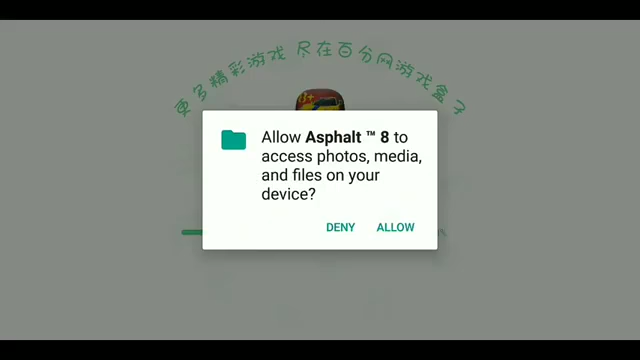 更多精彩游戏 尽在百分网游戏盒子
Allow Asphalt ™ 8 to
access photos, media,
and files on your
device?
DENY ALLOW